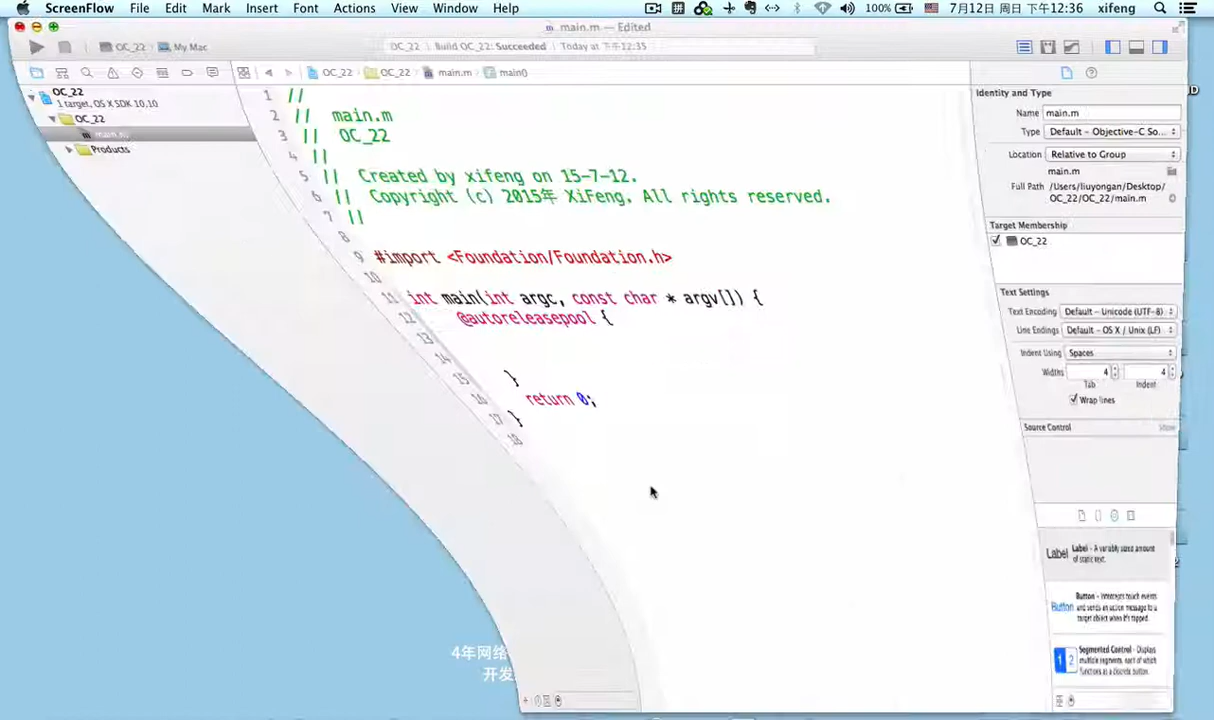 ScreenFlow File Edit Mark Insert Font Actions View Window Help 100% 7月12日 周日 下午12:36 xifeng
main.m — Edited
OC_22 My Mac OC_22 Build OC_22: Succeeded Today at 下午12:35
OC_22 OC_22 main.m main()
OC_22
1 target, OS X SDK 10.10
OC_22
main.m
Products
1 //
2 // main.m
3 // OC_22
4 //
5 // Created by xifeng on 15-7-12.
6 // Copyright (c) 2015年 XiFeng. All rights reserved.
7 //
8
9 #import <Foundation/Foundation.h>
10
11 int main(int argc, const char * argv[]) {
12 @autoreleasepool {
13
14
15 }
16 return 0;
17 }
18
Identity and Type
Name main.m
Type Default - Objective-C So...
Location Relative to Group
main.m
Full Path /Users/liuyongan/Desktop/
OC_22/OC_22/main.m
Target Membership
OC_22
Text Settings
Text Encoding Default - Unicode (UTF-8)
Line Endings Default - OS X / Unix (LF)
Indent Using Spaces
Widths 4 4
Tab Indent
Wrap lines
Source Control Show
Label Label - A variably sized amount
of static text.
Button Button - Intercepts touch events
and sends an action message to a
target object when it's tapped.
1 2 Segmented Control - Displays
multiple segments, each of which
functions as a discrete button.
4年网络
开发